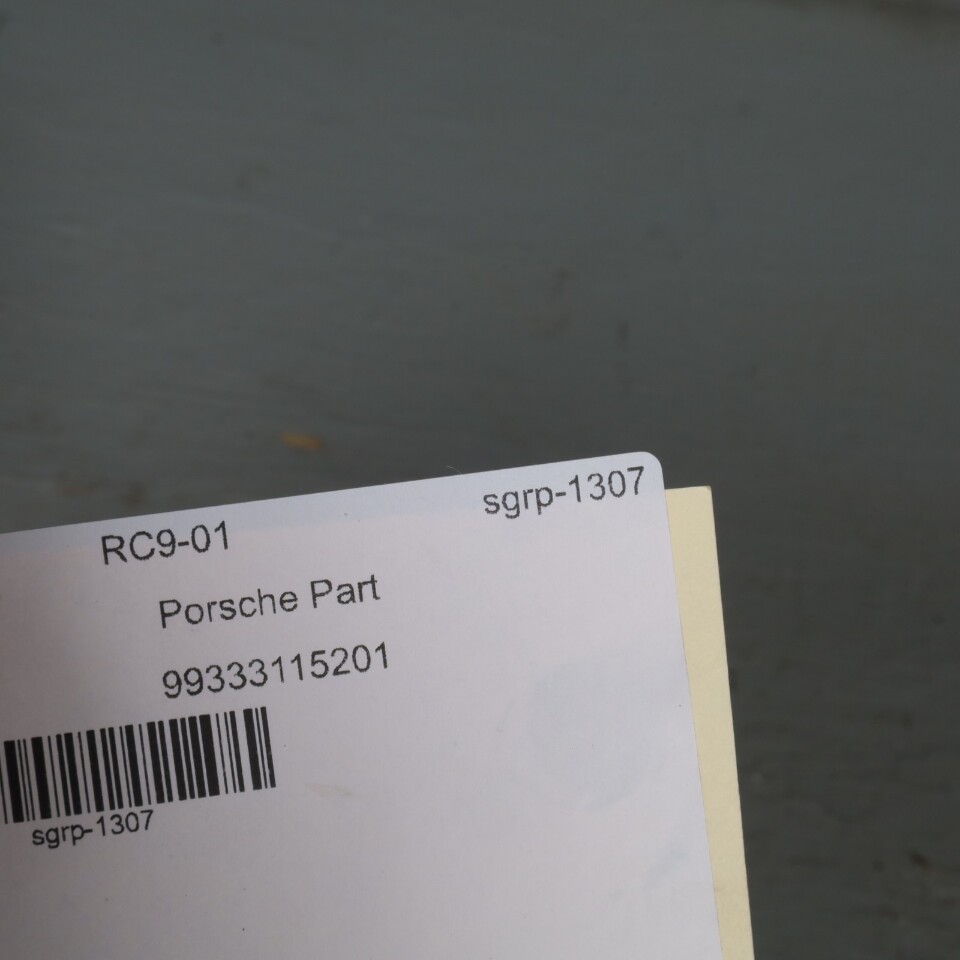 RC9-01
sgrp-1307
Porsche Part
99333115201
sgrp-1307